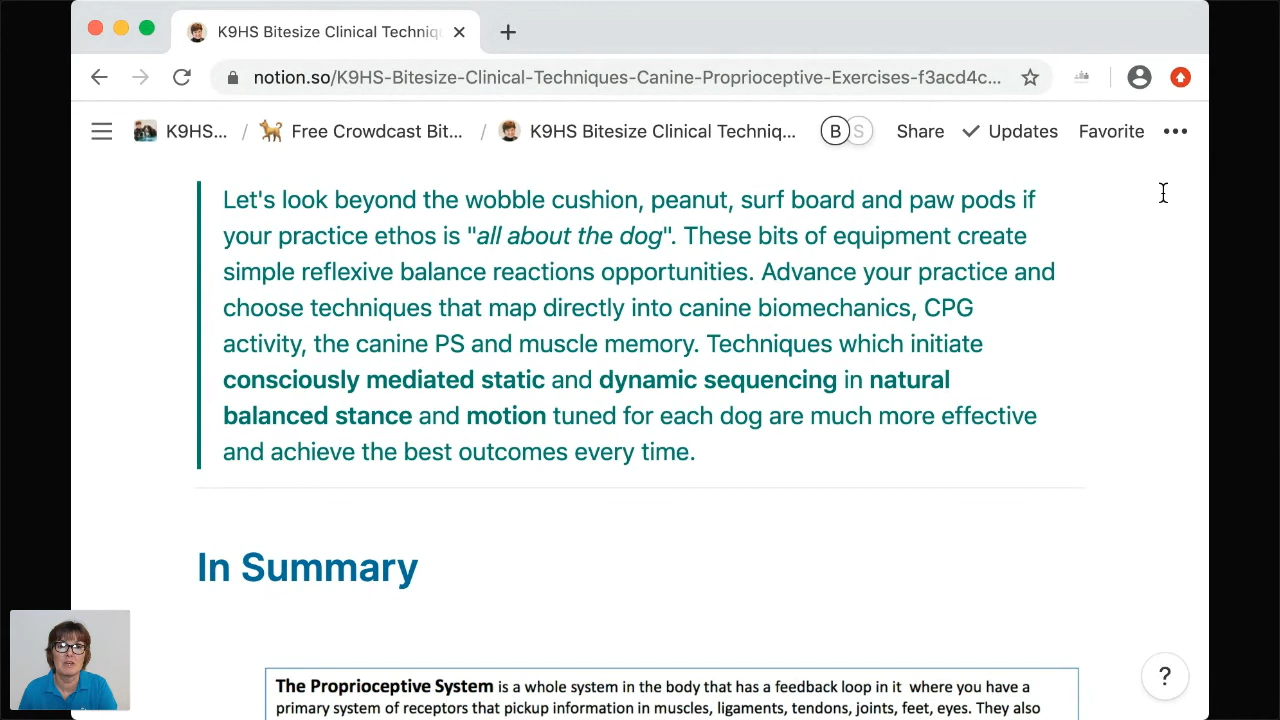 K9HS Bitesize Clinical Techniq
notion.so/K9HS-Bitesize-Clinical-Techniques-Canine-Proprioceptive-Exercises-f3acd4c...
K9HS... / Free Crowdcast Bit... / K9HS Bitesize Clinical Techniq... B S Share Updates Favorite •••
Let's look beyond the wobble cushion, peanut, surf board and paw pods if
your practice ethos is "all about the dog". These bits of equipment create
simple reflexive balance reactions opportunities. Advance your practice and
choose techniques that map directly into canine biomechanics, CPG
activity, the canine PS and muscle memory. Techniques which initiate
consciously mediated static and dynamic sequencing in natural
balanced stance and motion tuned for each dog are much more effective
and achieve the best outcomes every time.
In Summary
The Proprioceptive System is a whole system in the body that has a feedback loop in it where you have a
primary system of receptors that pickup information in muscles, ligaments, tendons, joints, feet, eyes. They also
?